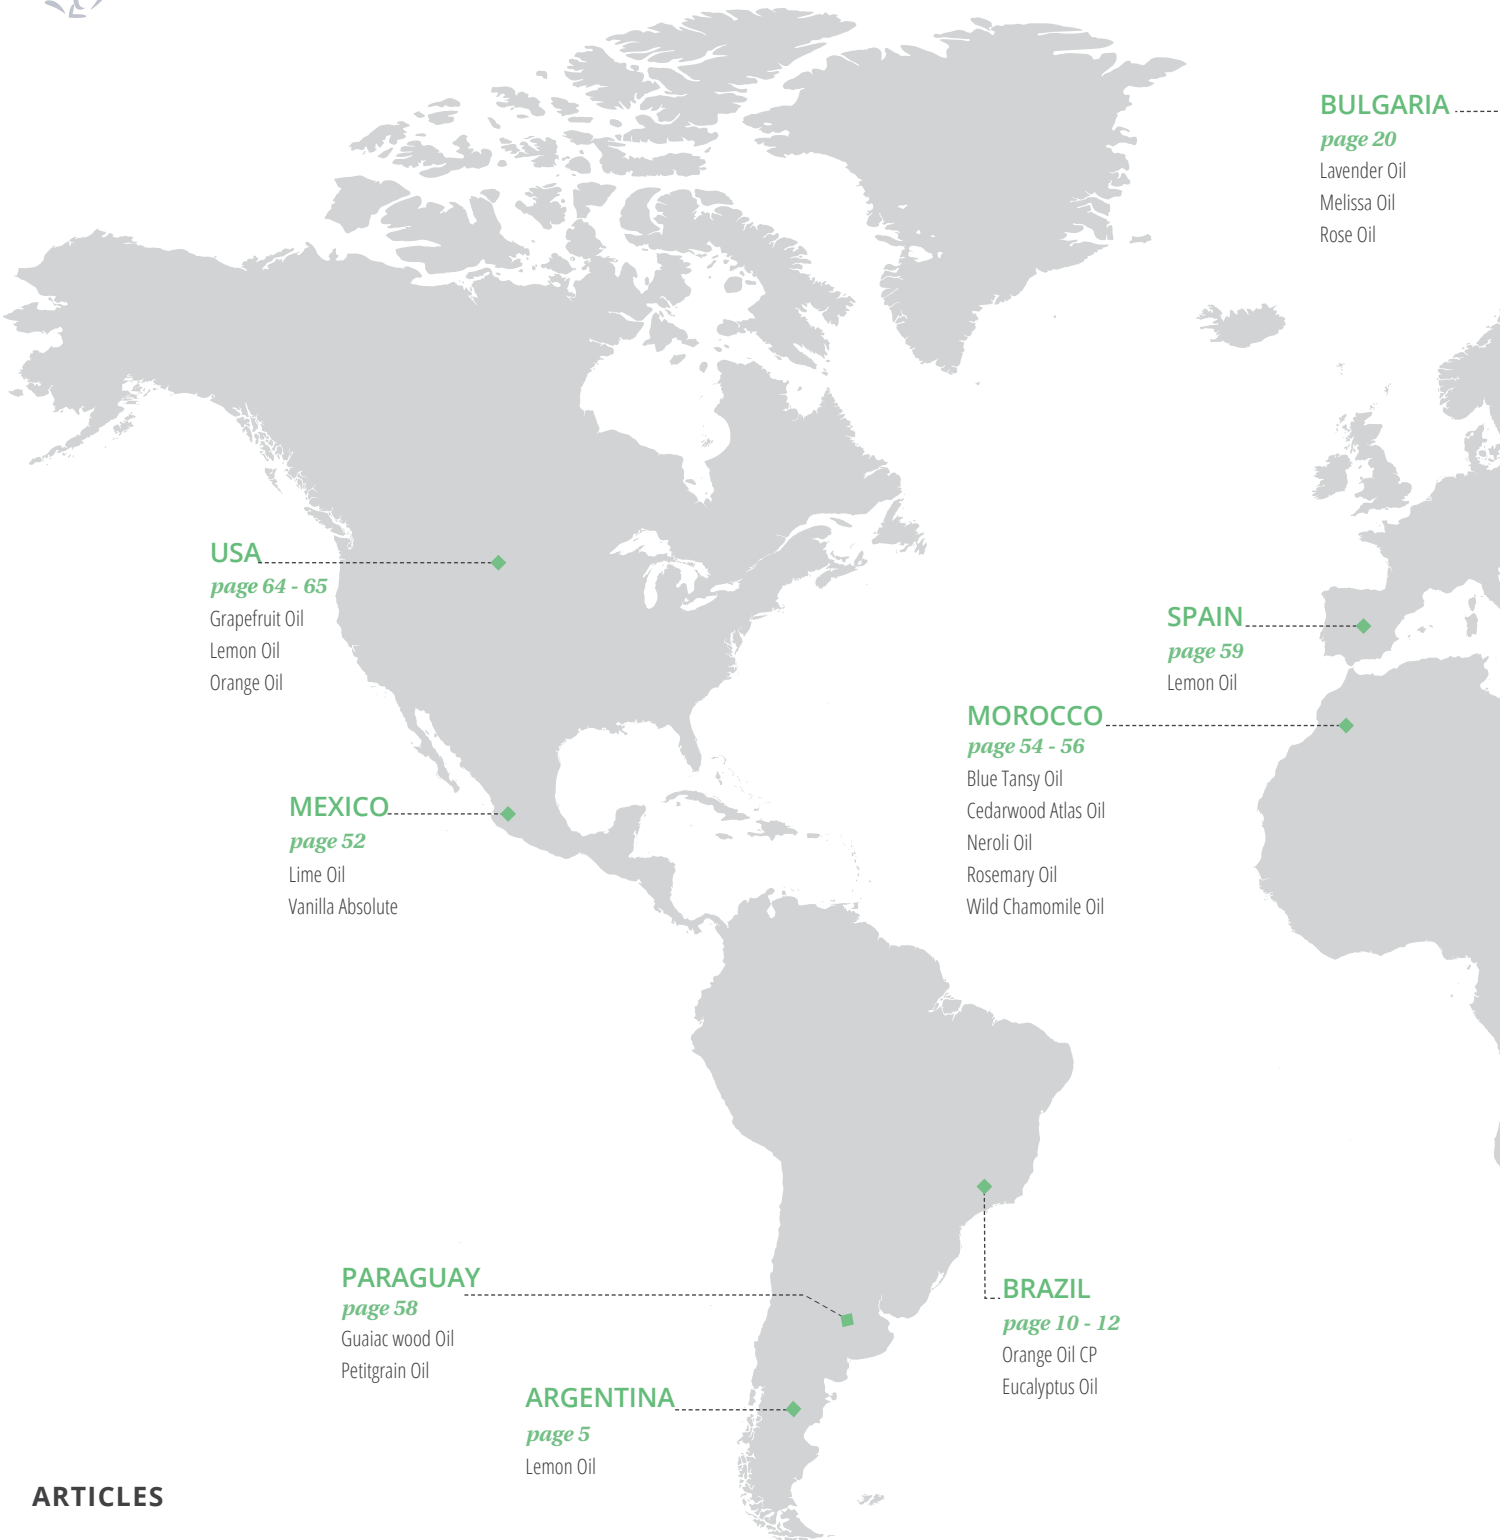 BULGARIA
page 20
Lavender Oil
Melissa Oil
Rose Oil
USA
page 64 - 65
Grapefruit Oil
Lemon Oil
Orange Oil
SPAIN
page 59
Lemon Oil
MOROCCO
page 54 - 56
Blue Tansy Oil
Cedarwood Atlas Oil
Neroli Oil
Rosemary Oil
Wild Chamomile Oil
MEXICO
page 52
Lime Oil
Vanilla Absolute
PARAGUAY
page 58
Guaiac wood Oil
Petitgrain Oil
BRAZIL
page 10 - 12
Orange Oil CP
Eucalyptus Oil
ARGENTINA
page 5
Lemon Oil
ARTICLES